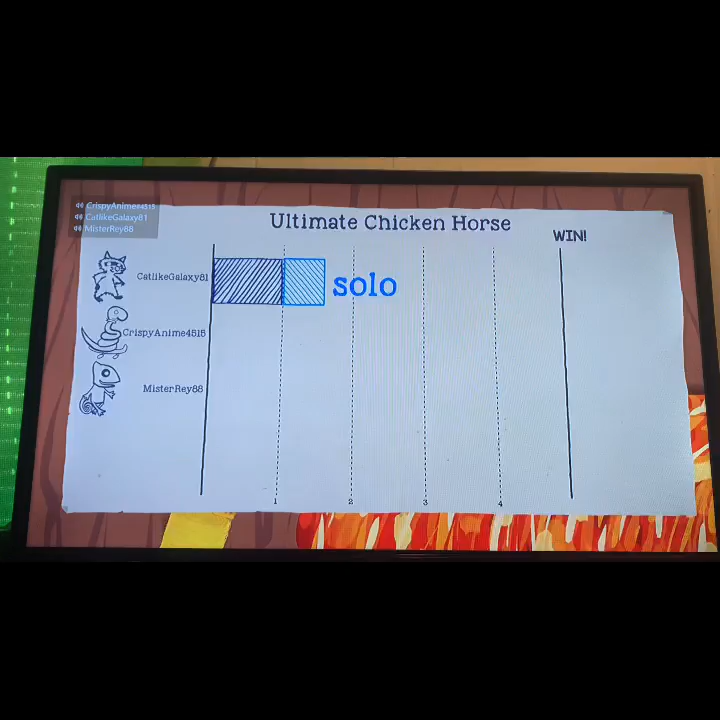 CrispyAnime4515
CatlikeGalaxy81
MisterRey88
Ultimate Chicken Horse
WIN!
CatlikeGalaxy81
solo
CrispyAnime4515
MisterRey88
1 2 3 4